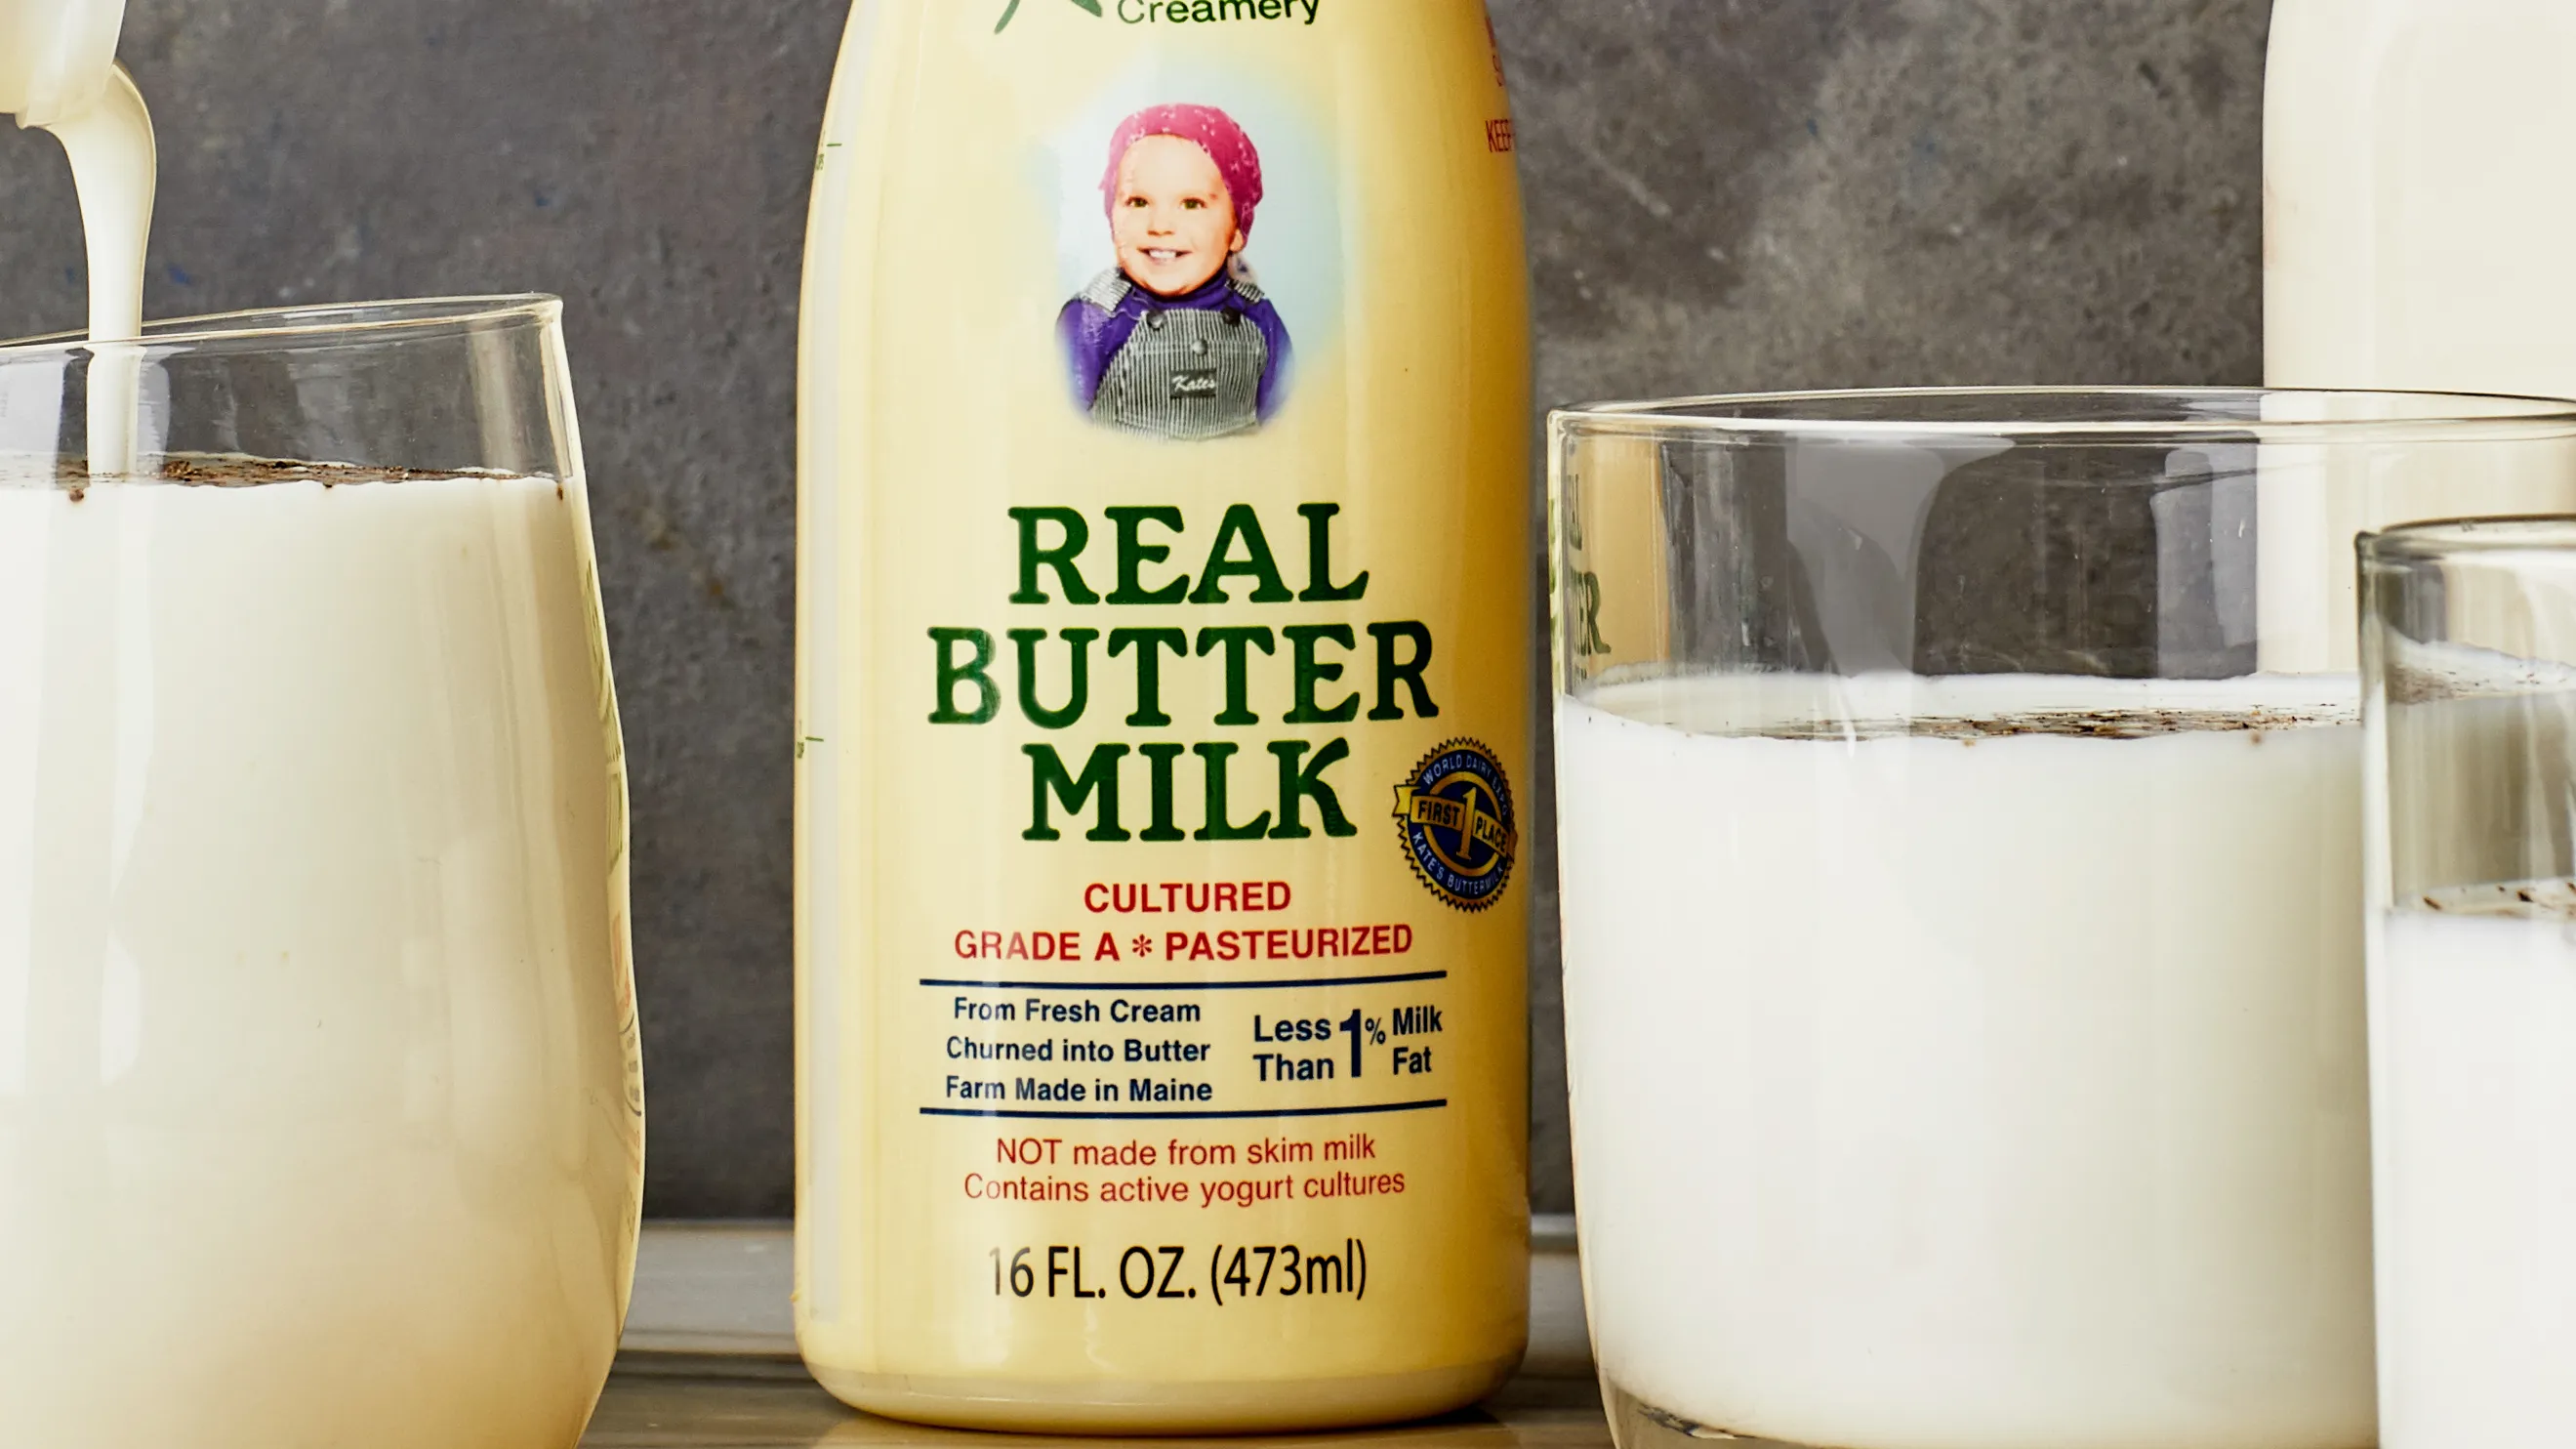 Creamery
KEEP
Kate's
REAL
BUTTER
MILK
WORLD DAIRY EXPO
FIRST 1 PLACE
KATE'S BUTTERMILK
CULTURED
GRADE A * PASTEURIZED
From Fresh Cream
Churned into Butter
Farm Made in Maine
Less Than 1% Milk Fat
NOT made from skim milk
Contains active yogurt cultures
16 FL. OZ. (473ml)